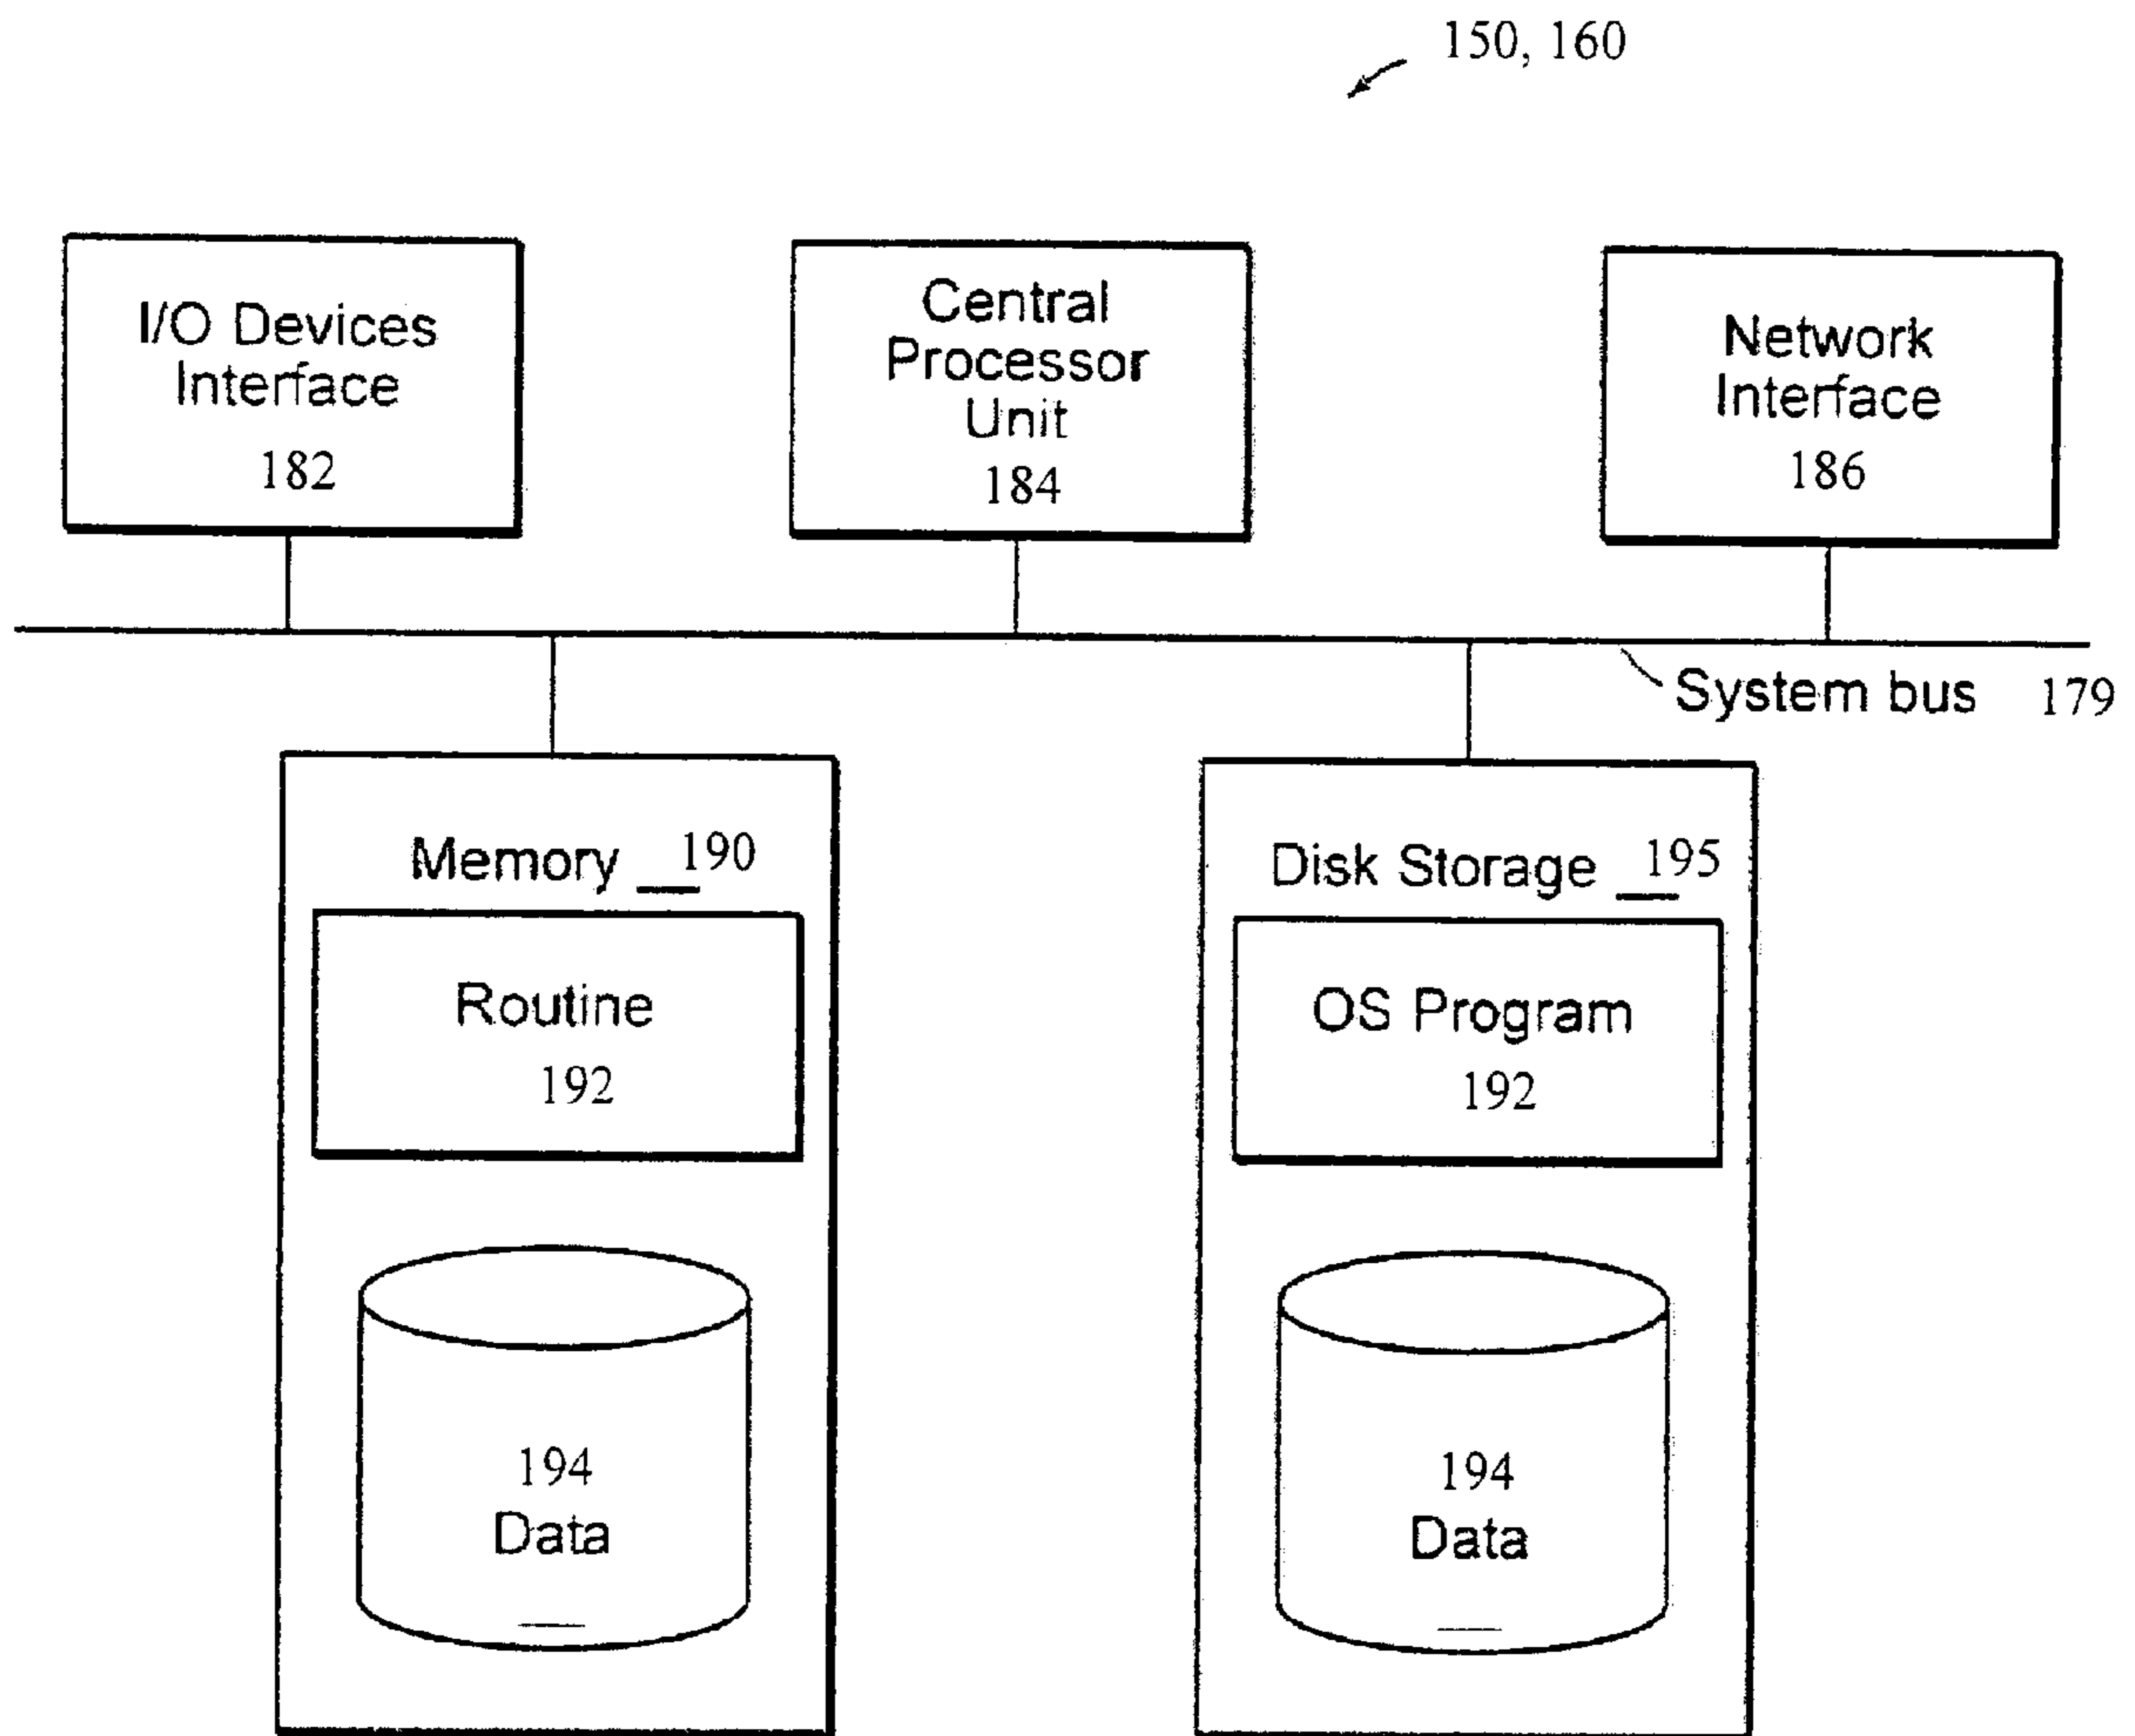 150, 160
I/O Devices
Interface
182
Central
Processor
Unit
184
Network
Interface
186
System bus 179
Memory 190
Routine
192
194
Data
Disk Storage 195
OS Program
192
194
Data